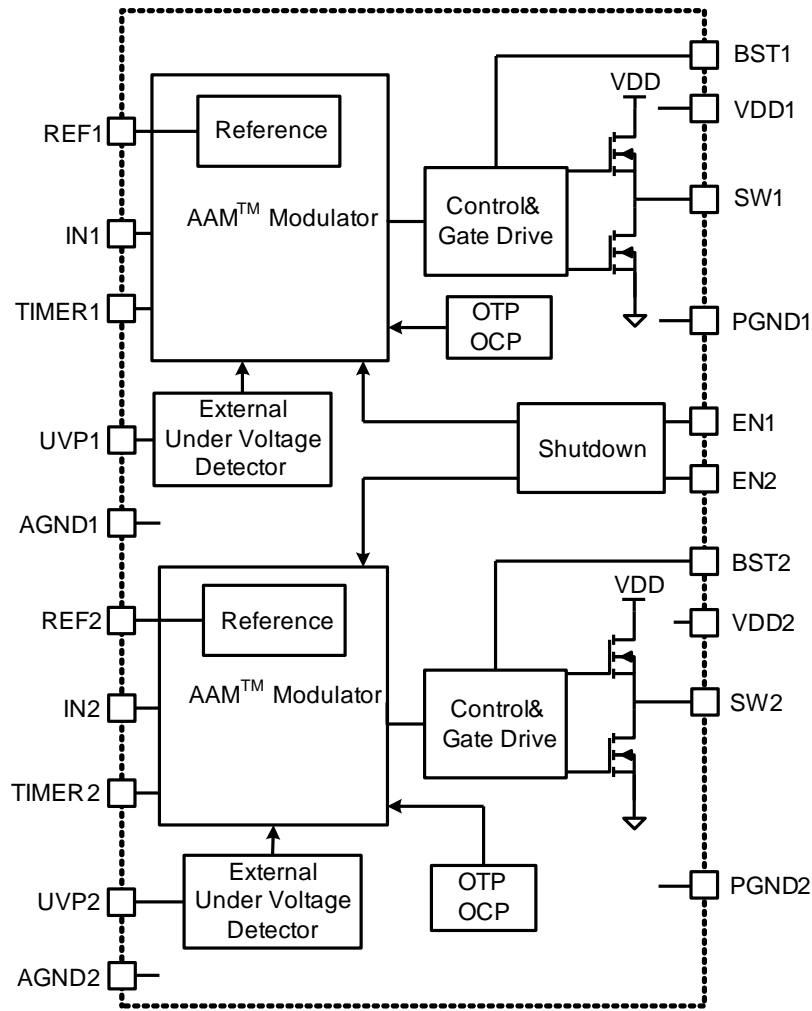 BST1
VDD
VDD1
REF1
Reference
AAM™ Modulator
Control&
Gate Drive
SW1
IN1
TIMER1
OTP
OCP
PGND1
External
Under Voltage
Detector
UVP1
Shutdown
EN1
EN2
AGND1
BST2
VDD
VDD2
REF2
Reference
AAM™ Modulator
Control&
Gate Drive
SW2
IN2
TIMER2
External
Under Voltage
Detector
OTP
OCP
PGND2
UVP2
AGND2